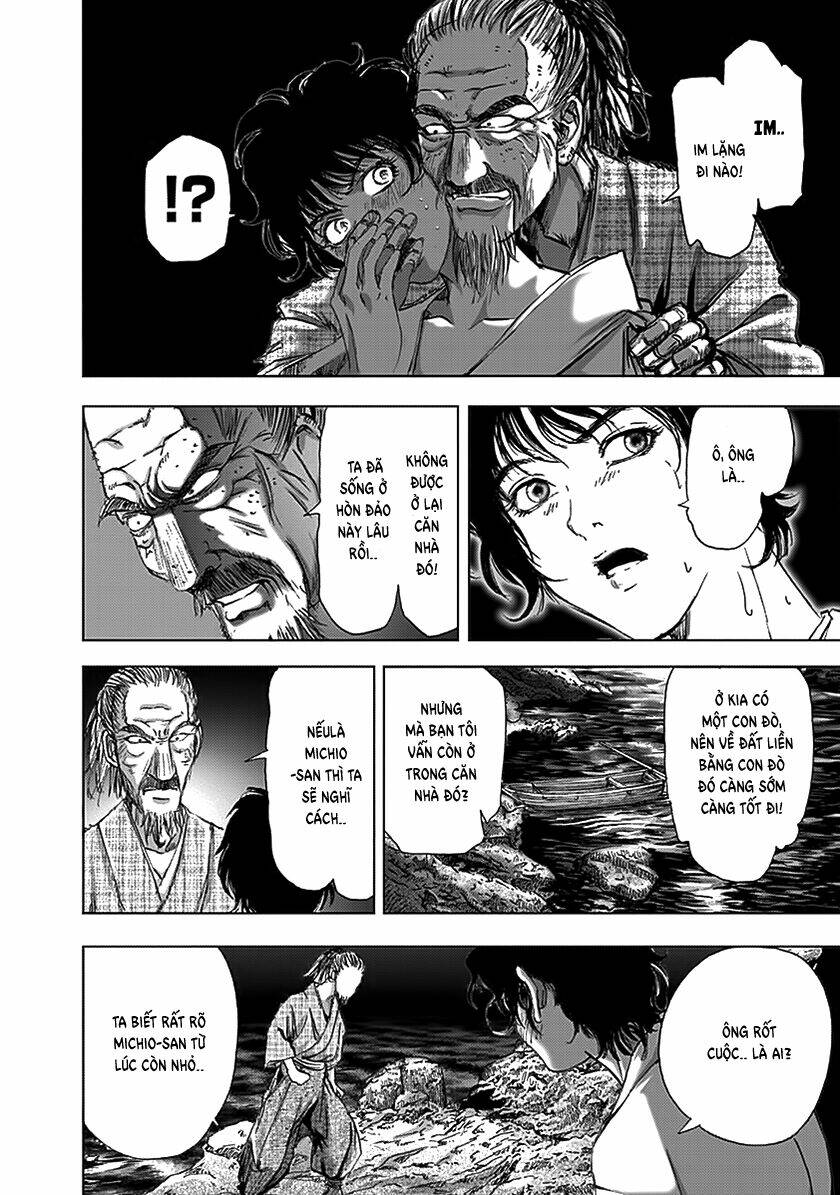 IM..
IM LẶNG
ĐI NÀO!
!?
Ô, ÔNG
LÀ..
KHÔNG
ĐƯỢC
Ở LẠI
CĂN
NHÀ
ĐÓ!
TA ĐÃ
SỐNG Ở
HÒN ĐẢO
NÀY LÂU
RỒI..
Ở KIA CÓ
MỘT CON ĐÒ,
NÊN VỀ ĐẤT LIỀN
BẰNG CON ĐÒ
ĐÓ CÀNG SỚM
CÀNG TỐT ĐI!
NHƯNG
MÀ BẠN TÔI
VẪN CÒN Ở
TRONG CĂN
NHÀ ĐÓ?
NẾULÀ
MICHIO
-SAN THÌ TA
SẼ NGHĨ
CÁCH..
ÔNG RỐT
CUỘC.. LÀ AI?
TA BIẾT RẤT RÕ
MICHIO-SAN TỪ
LÚC CÒN NHỎ..